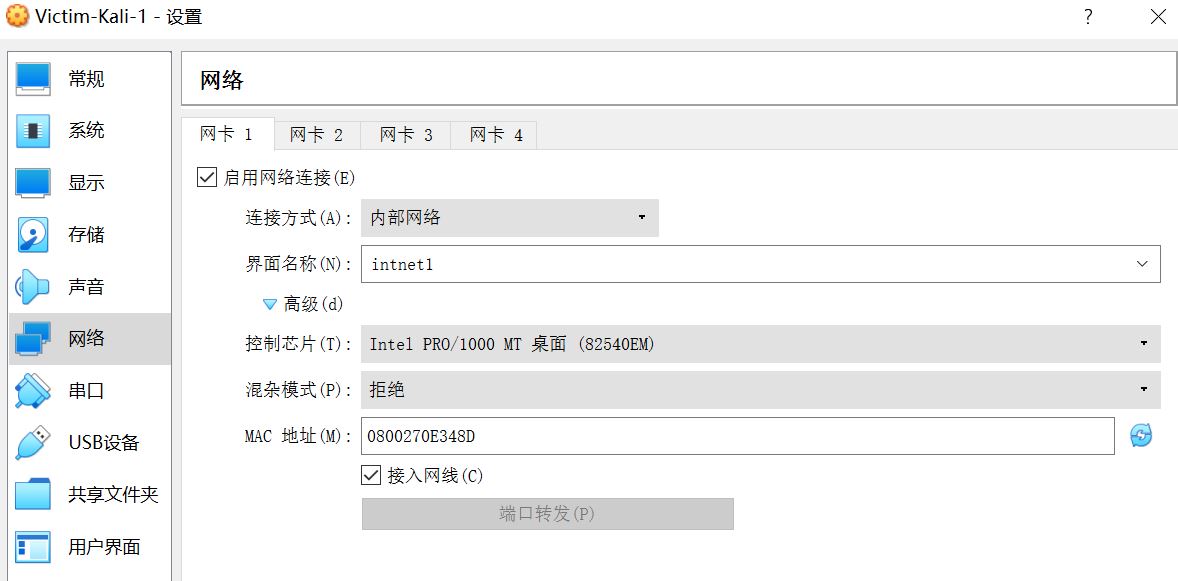 Victim-Kali-1 - 设置
?
常规
系统
显示
存储
声音
网络
串口
USB设备
共享文件夹
用户界面
网络
网卡 1 网卡 2 网卡 3 网卡 4
启用网络连接(E)
连接方式(A): 内部网络
界面名称(N): intnet1
高级(d)
控制芯片(T): Intel PRO/1000 MT 桌面 (82540EM)
混杂模式(P): 拒绝
MAC 地址(M): 0800270E348D
接入网线(C)
端口转发(P)